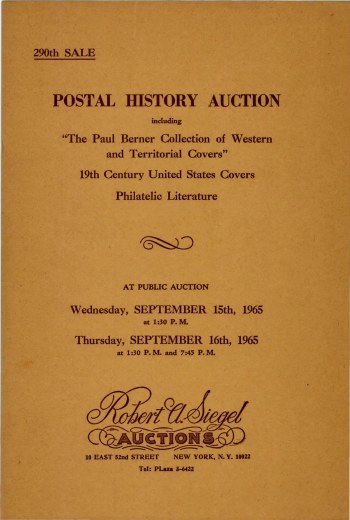 290th SALE
POSTAL HISTORY AUCTION
including
"The Paul Berner Collection of Western
and Territorial Covers"
19th Century United States Covers
Philatelic Literature
AT PUBLIC AUCTION
Wednesday, SEPTEMBER 15th, 1965
at 1:30 P. M.
Thursday, SEPTEMBER 16th, 1965
at 1:30 P. M. and 7:45 P. M.
Robert A. Siegel
AUCTIONS
10 EAST 52nd STREET NEW YORK, N. Y. 10022
Tel: PLaza 3-6422